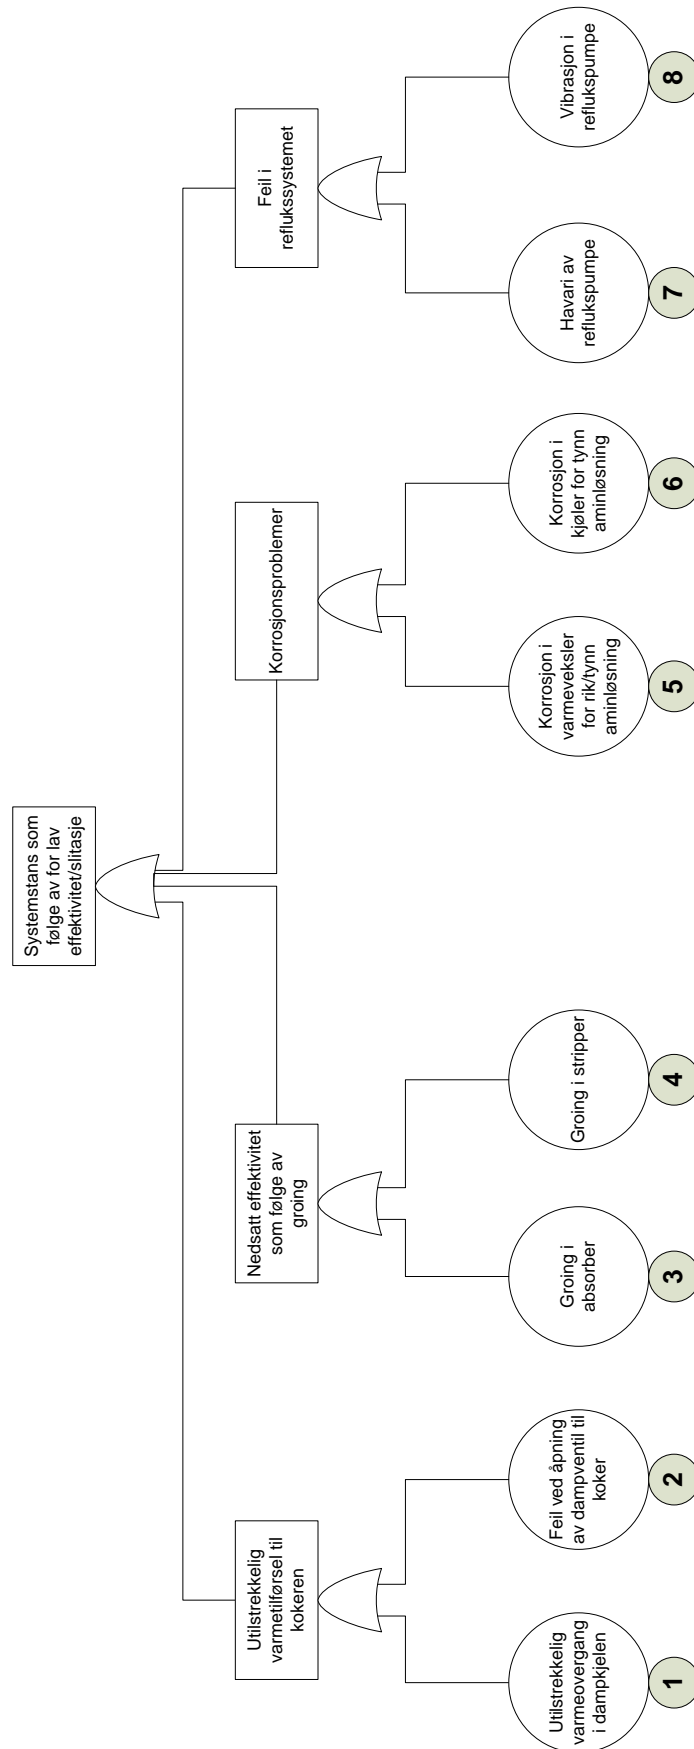 Systemstans som
følge av for lav
effektivitet/slitasje
Utilstrekkelig
varmetilførsel til
kokeren
Nedsatt effektivitet
som følge av
groing
Korrosjonsproblemer
Feil i
reflukssystemet
Utilstrekkelig
varmeovergang
i dampkjelen
1
Feil ved åpning
av dampventil til
koker
2
Groing i
absorber
3
Groing i stripper
4
Korrosjon i
varmeveksler
for rik/tynn
aminløsning
5
Korrosjon i
kjøler for tynn
aminløsning
6
Havari av
reflukspumpe
7
Vibrasjon i
reflukspumpe
8